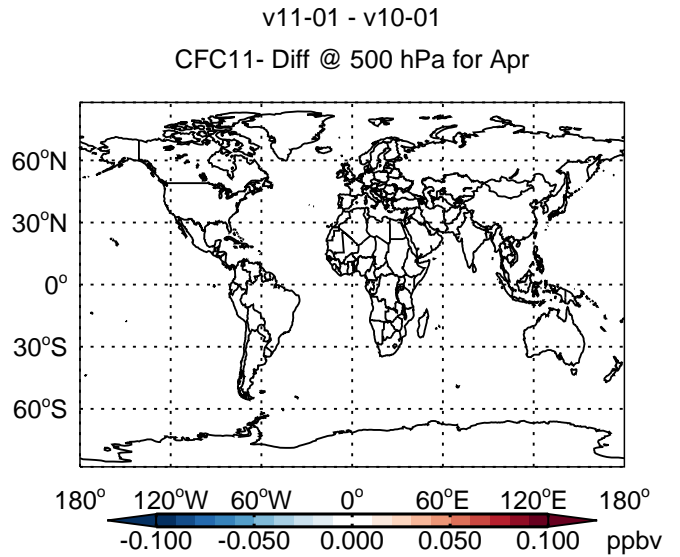 v11-01 - v10-01
CFC11- Diff @ 500 hPa for Apr
60°N
30°N
0°
30°S
60°S
180° 120°W 60°W 0° 60°E 120°E 180°
-0.100 -0.050 0.000 0.050 0.100 ppbv